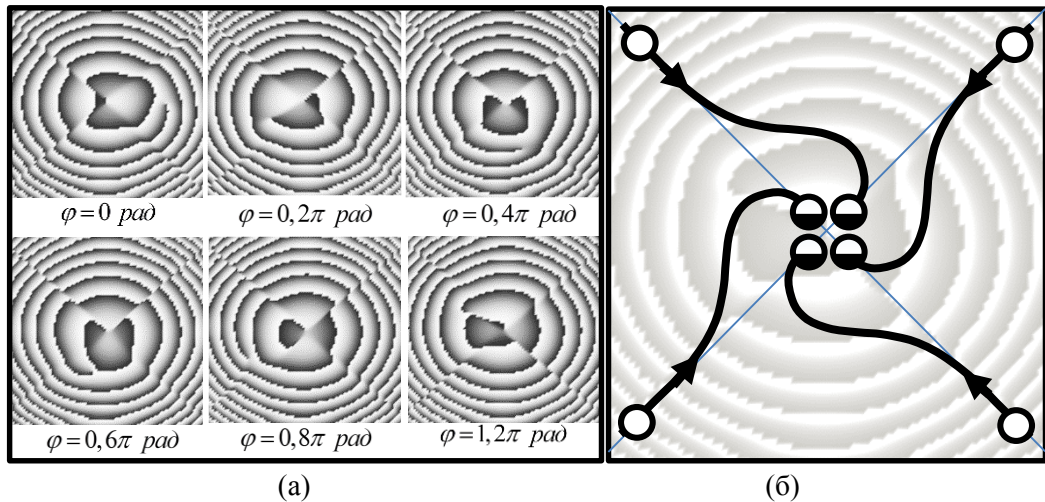 φ=0 рад
φ=0,2π рад
φ=0,4π рад
φ=0,6π рад
φ=0,8π рад
φ=1,2π рад
(а)
(б)